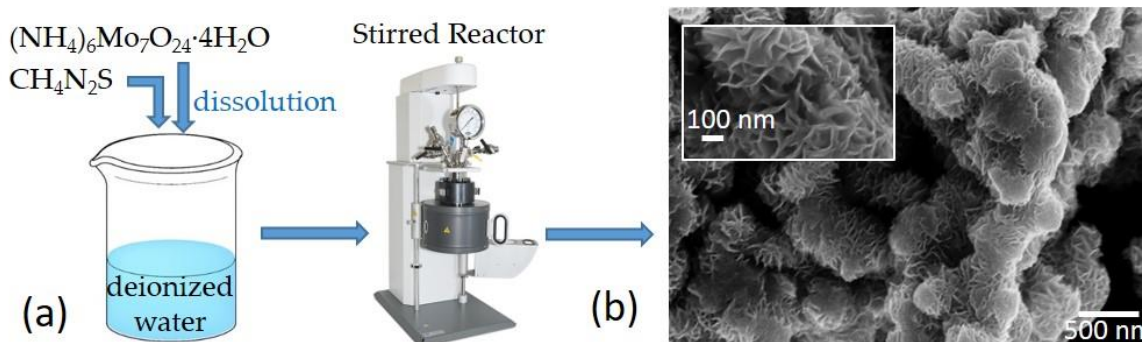 (NH₄)₆Mo₇O₂₄·4H₂O
CH₄N₂S
dissolution
deionized
water
(a)
Stirred Reactor
(b)
100 nm
500 nm